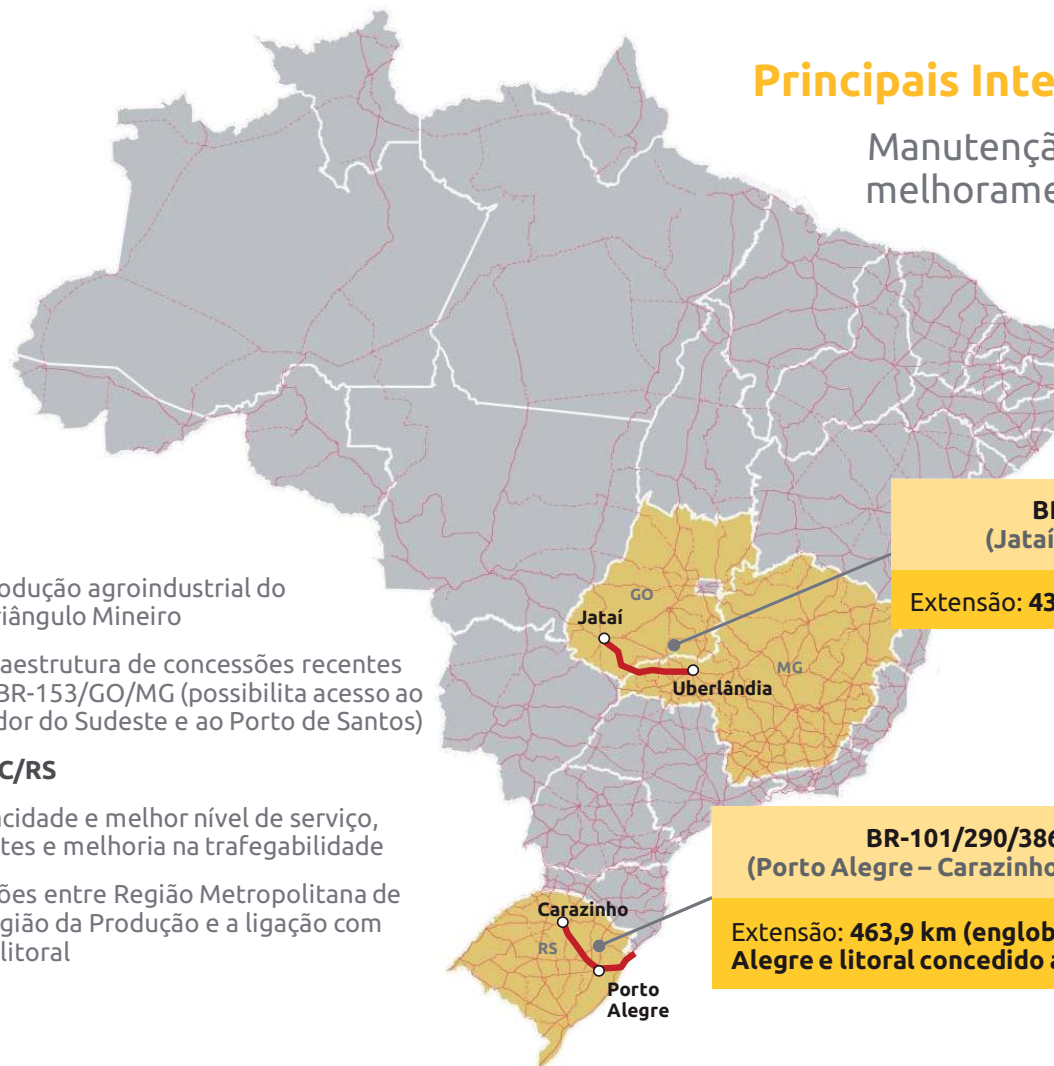 Principais Inte
Manutençã
melhorame
odução agroindustrial do
iângulo Mineiro
aestrutura de concessões recentes
BR-153/GO/MG (possibilita acesso ao
dor do Sudeste e ao Porto de Santos)
C/RS
acidade e melhor nível de serviço,
tes e melhoria na trafegabilidade
ões entre Região Metropolitana de
egião da Produção e a ligação com
litoral
GO
Jataí
MG
Uberlândia
(Jataí
Extensão: 43
BR-101/290/386
(Porto Alegre – Carazinho
Extensão: 463,9 km (englob
Alegre e litoral concedido a
Carazinho
RS
Porto
Alegre